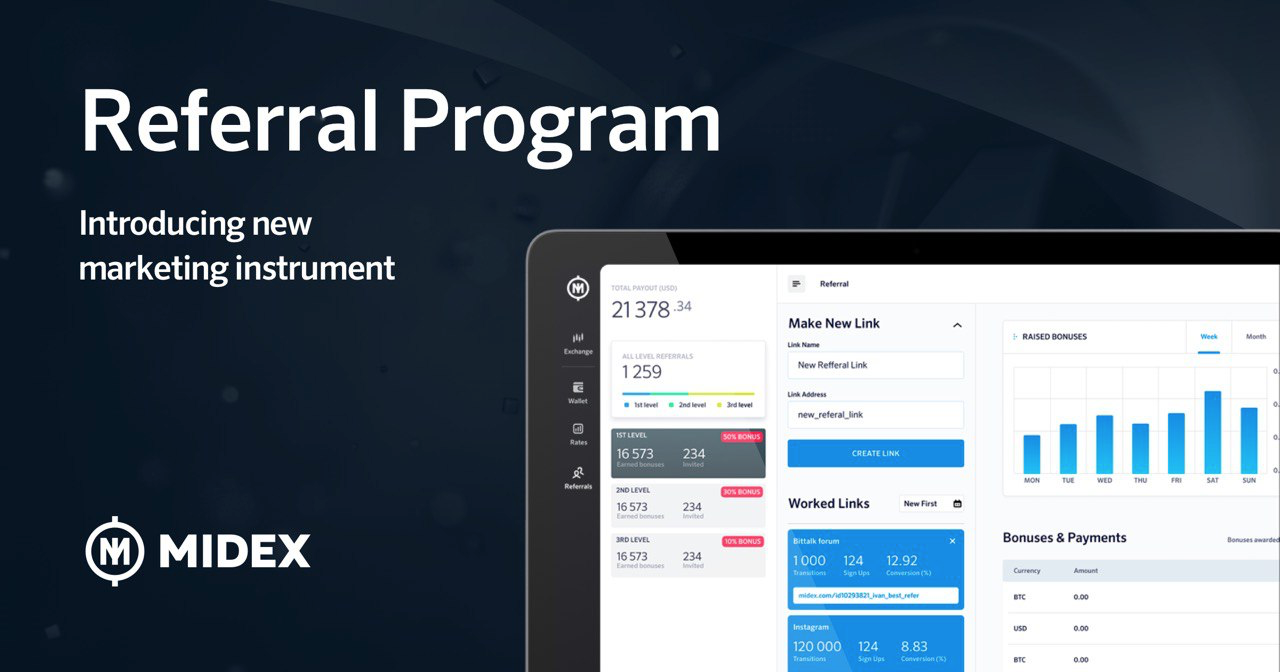 Referral Program
Introducing new
marketing instrument
MIDEX
Exchange
Wallet
Rates
Referrals
TOTAL PAYOUT (USD)
21 378 .34
ALL LEVEL REFERRALS
1 259
1st level 2nd level 3rd level
1ST LEVEL 50% BONUS
16 573 234
Earned bonuses Invited
2ND LEVEL 30% BONUS
16 573 234
Earned bonuses Invited
3RD LEVEL 10% BONUS
16 573 234
Earned bonuses Invited
Referral
Make New Link
Link Name
New Refferal Link
Link Address
new_referal_link
CREATE LINK
Worked Links New First
Bittalk forum
1 000 124 12.92
Transitions Sign Ups Conversion (%)
midex.com/id10293821_ivan_best_refer
Instagram
120 000 124 8.83
Transitions Sign Ups Conversion (%)
RAISED BONUSES Week Month
MON TUE WED THU FRI SAT SUN
Bonuses & Payments Bonuses awarded
Currency Amount
BTC 0.00
USD 0.00
BTC 0.00